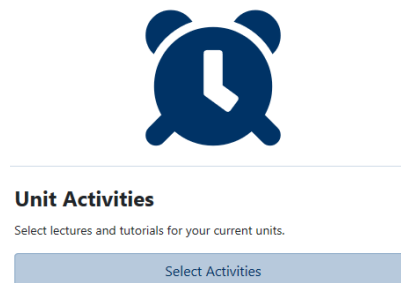 Unit Activities
Select lectures and tutorials for your current units.
Select Activities